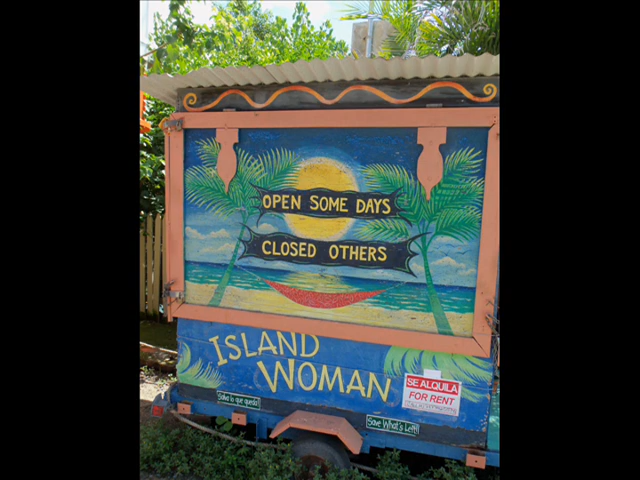 OPEN SOME DAYS
CLOSED OTHERS
ISLAND
WOMAN
SE ALQUILA
FOR RENT
Salva lo que queda!
Save What's Left!